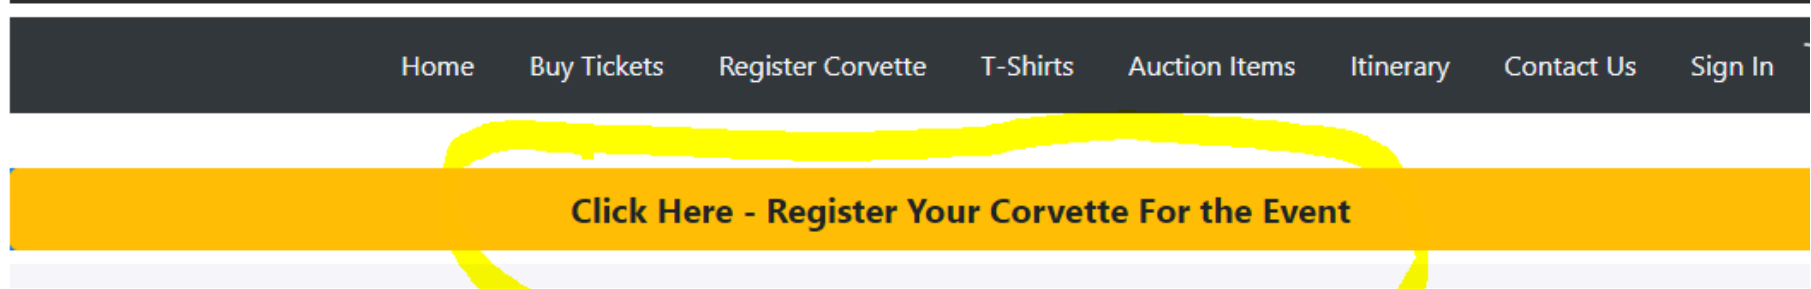 Home Buy Tickets Register Corvette T-Shirts Auction Items Itinerary Contact Us Sign In
Click Here - Register Your Corvette For the Event